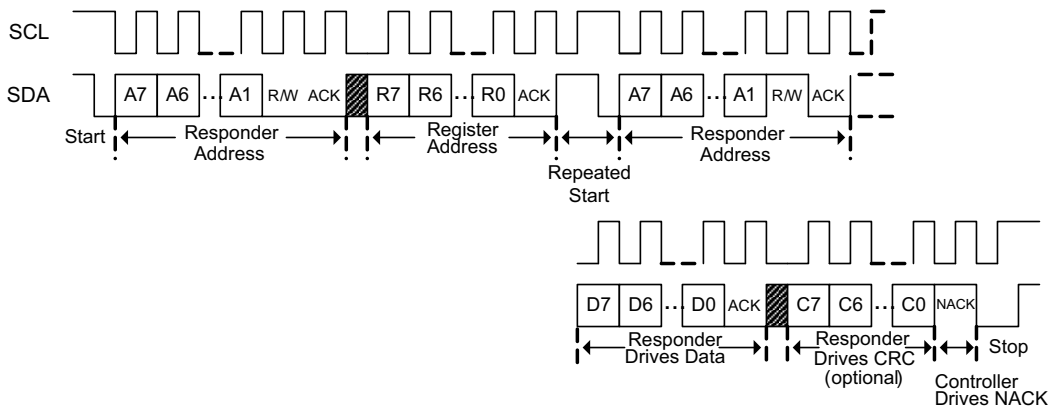 SCL
SDA
A7 A6 ... A1 R/W ACK R7 R6 ... R0 ACK A7 A6 ... A1 R/W ACK
Start
Responder
Address
Register
Address
Repeated
Start
Responder
Address
D7 D6 ... D0 ACK C7 C6 ... C0 NACK
Responder
Drives Data
Responder
Drives CRC
(optional)
Stop
Controller
Drives NACK